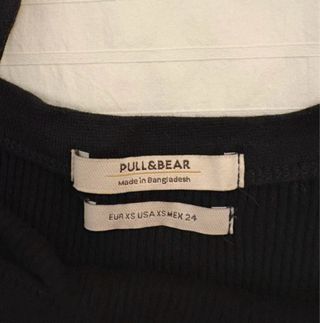 PULL&BEAR
Made in Bangladesh
EUR XS USA XS MEX 24